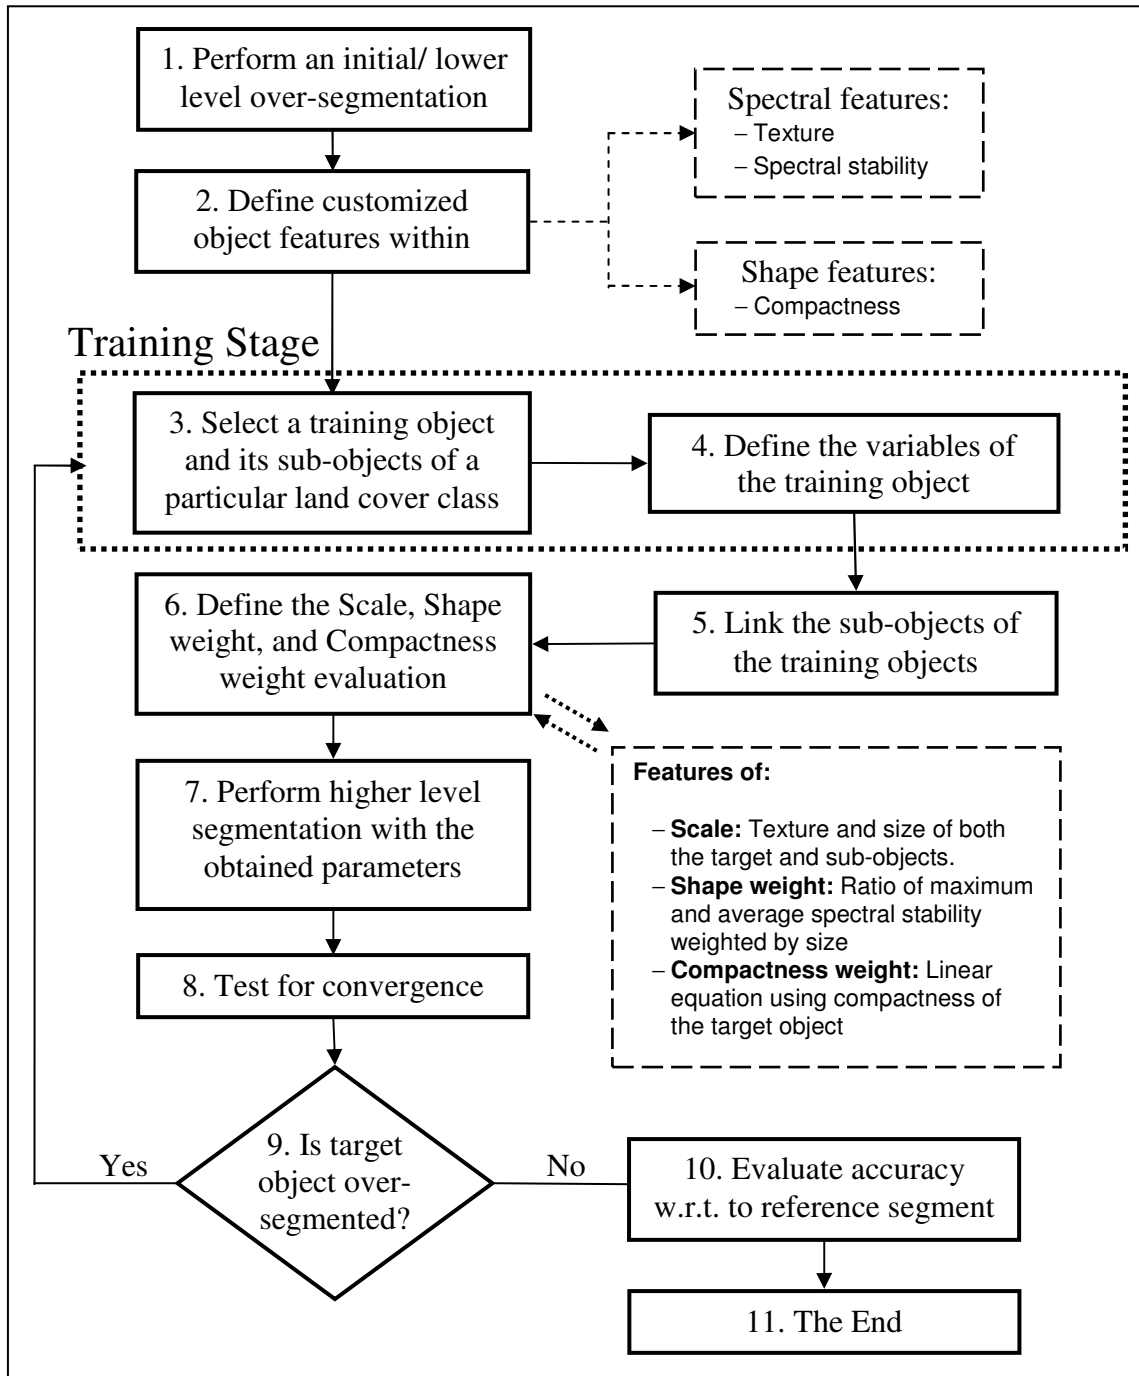 1. Perform an initial/ lower
level over-segmentation
Spectral features:
– Texture
– Spectral stability
2. Define customized
object features within
Shape features:
– Compactness
Training Stage
3. Select a training object
and its sub-objects of a
particular land cover class
4. Define the variables of
the training object
5. Link the sub-objects of
the training objects
6. Define the Scale, Shape
weight, and Compactness
weight evaluation
Features of:
– Scale: Texture and size of both
the target and sub-objects.
– Shape weight: Ratio of maximum
and average spectral stability
weighted by size
– Compactness weight: Linear
equation using compactness of
the target object
7. Perform higher level
segmentation with the
obtained parameters
8. Test for convergence
9. Is target
object over-
segmented?
Yes
No
10. Evaluate accuracy
w.r.t. to reference segment
11. The End